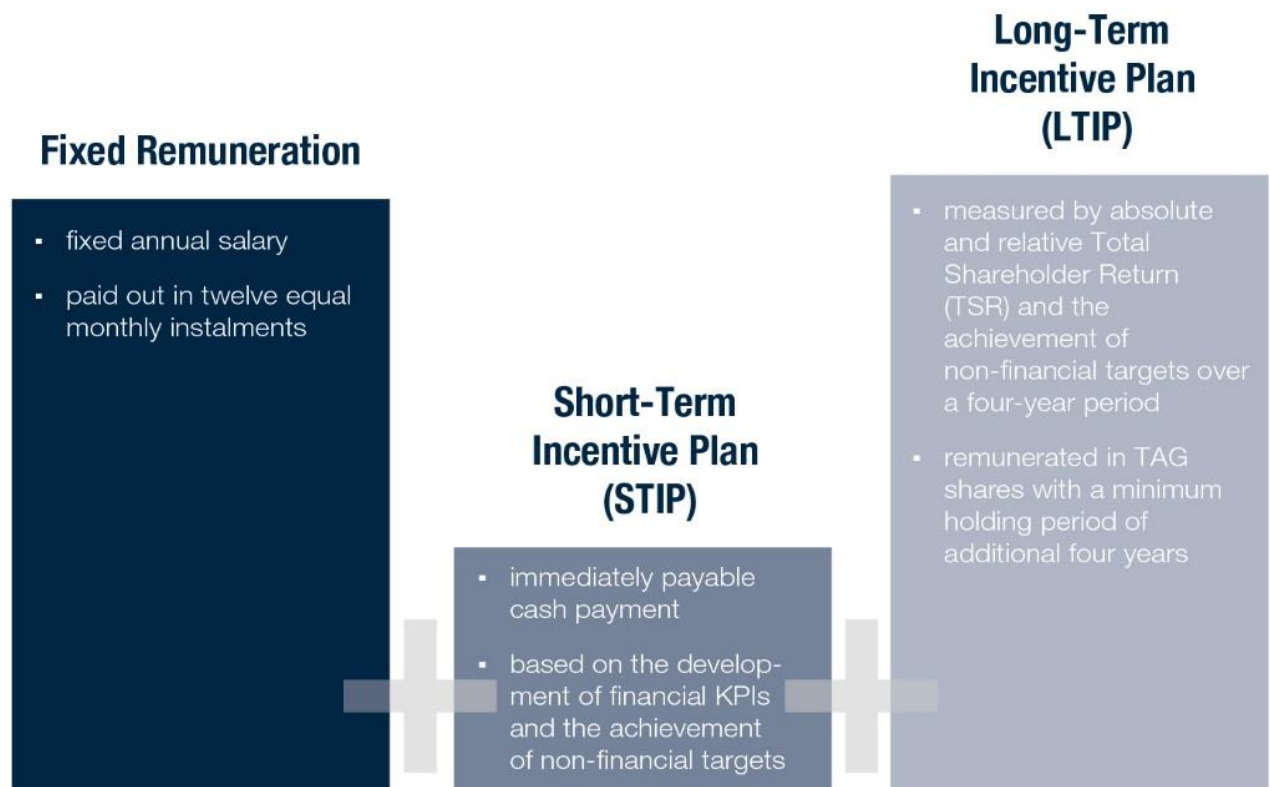 Fixed Remuneration
▪ fixed annual salary
▪ paid out in twelve equal
monthly instalments
Short-Term
Incentive Plan
(STIP)
▪ immediately payable
cash payment
▪ based on the develop-
ment of financial KPIs
and the achievement
of non-financial targets
Long-Term
Incentive Plan
(LTIP)
▪ measured by absolute
and relative Total
Shareholder Return
(TSR) and the
achievement of
non-financial targets over
a four-year period
▪ remunerated in TAG
shares with a minimum
holding period of
additional four years